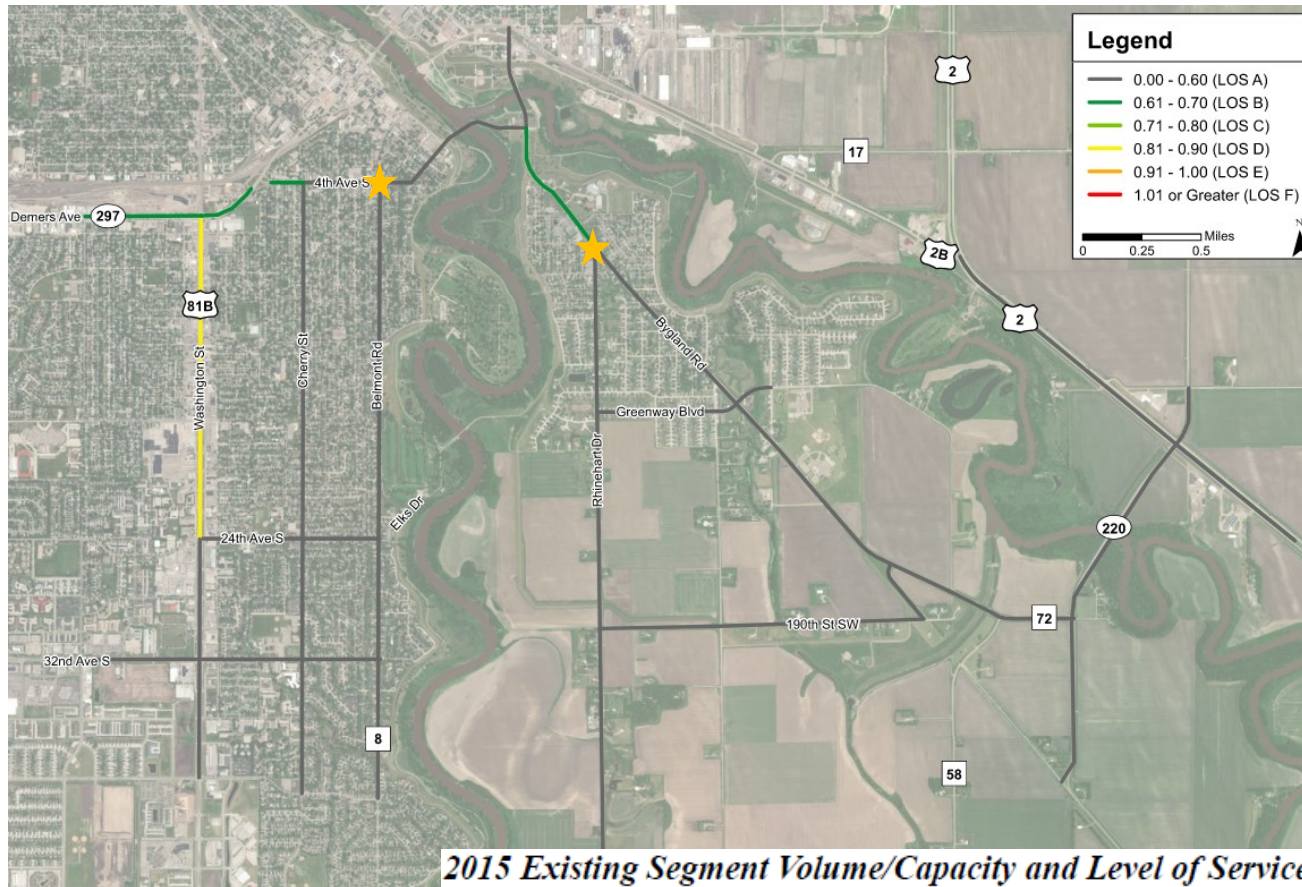 Legend
0.00 - 0.60 (LOS A)
0.61 - 0.70 (LOS B)
0.71 - 0.80 (LOS C)
0.81 - 0.90 (LOS D)
0.91 - 1.00 (LOS E)
1.01 or Greater (LOS F)
N
Miles
0 0.25 0.5
2
17
4th Ave S
Demers Ave 297
2B
81B
2
Washington St
Cherry St
Belmont Rd
Bygland Rd
Greenway Blvd
Rhinehart Dr
Elks Dr
220
24th Ave S
72
190th St SW
32nd Ave S
8
58
2015 Existing Segment Volume/Capacity and Level of Service